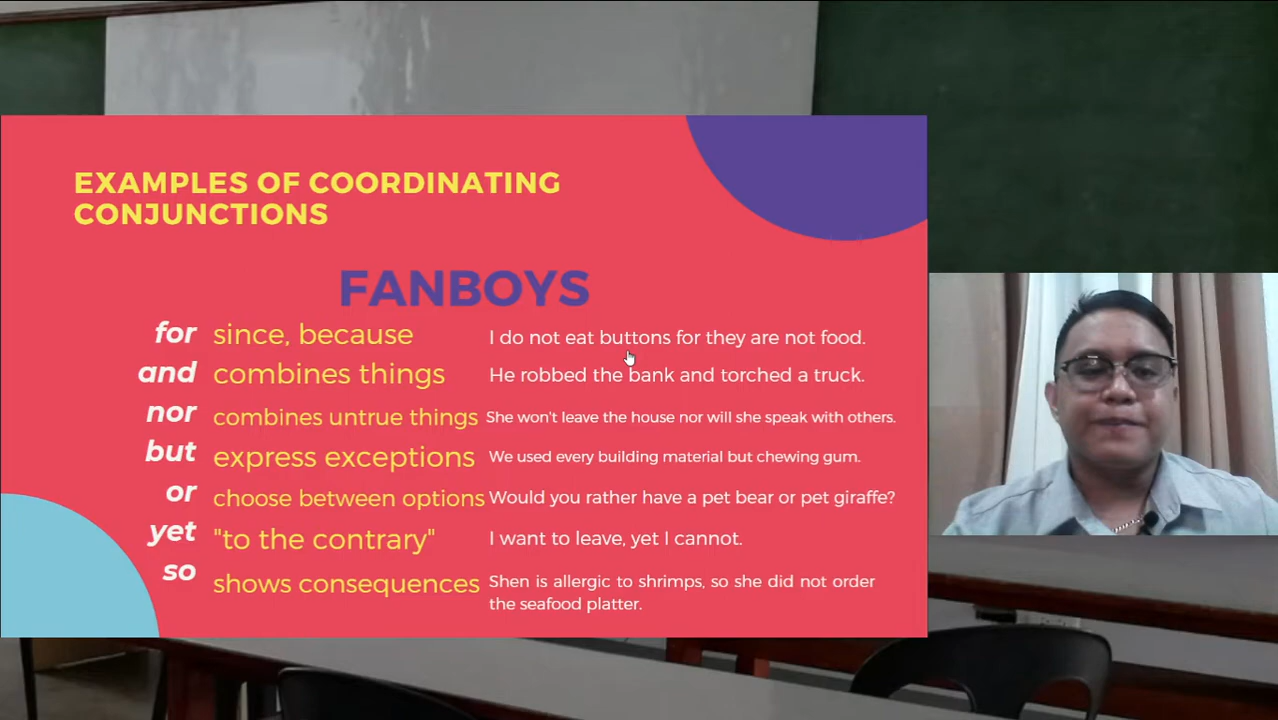 EXAMPLES OF COORDINATING
CONJUNCTIONS
FANBOYS
for since, because I do not eat buttons for they are not food.
and combines things He robbed the bank and torched a truck.
nor combines untrue things She won't leave the house nor will she speak with others.
but express exceptions We used every building material but chewing gum.
or choose between options Would you rather have a pet bear or pet giraffe?
yet "to the contrary" I want to leave, yet I cannot.
so shows consequences Shen is allergic to shrimps, so she did not order
the seafood platter.